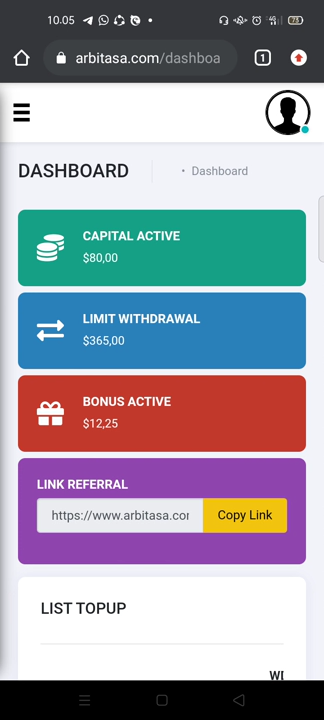 10.05
73
arbitasa.com/dashboa
1
DASHBOARD
• Dashboard
CAPITAL ACTIVE
$80,00
LIMIT WITHDRAWAL
$365,00
BONUS ACTIVE
$12,25
LINK REFERRAL
https://www.arbitasa.cor
Copy Link
LIST TOPUP